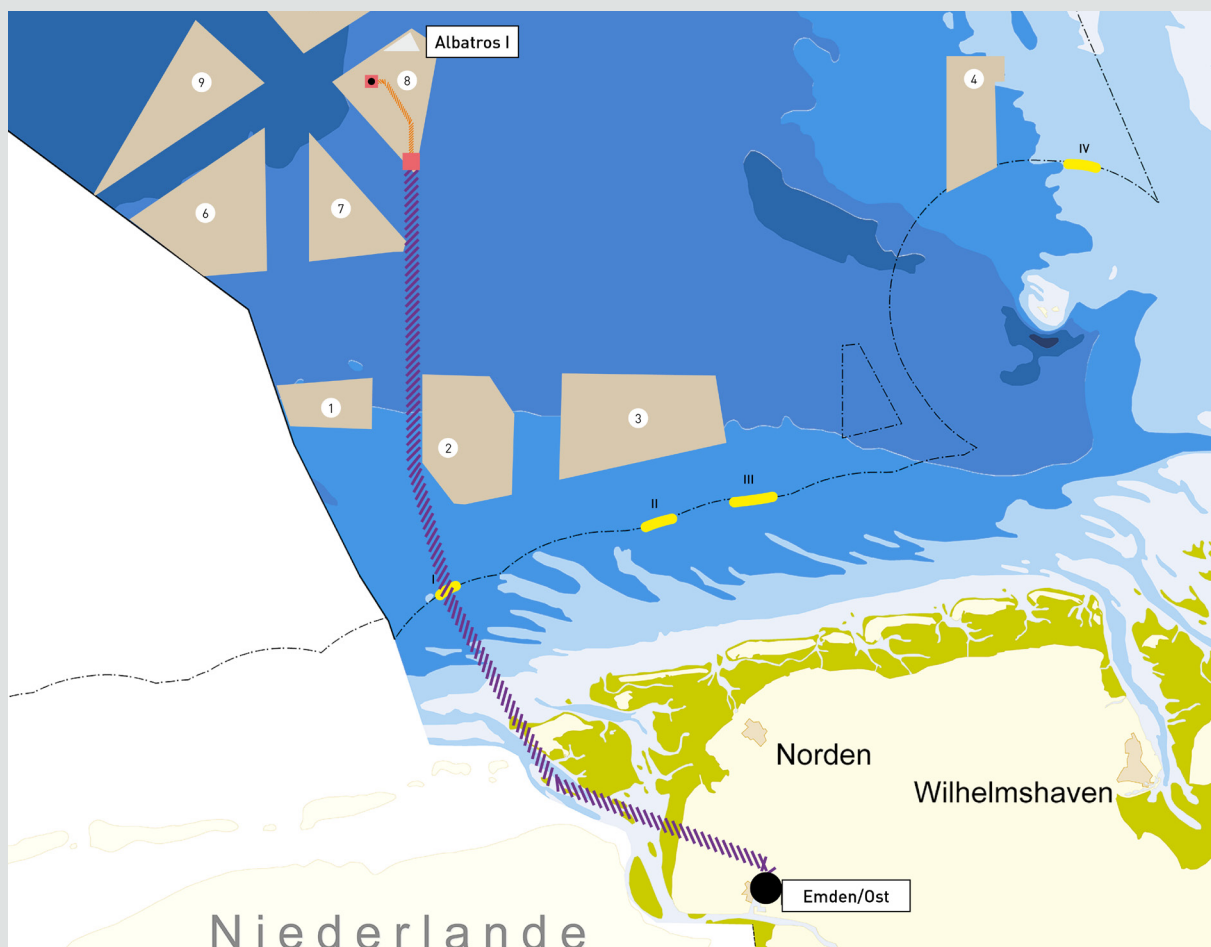 Albatros I
9
8
4
IV
6
7
1
2
3
III
II
I
Norden
Wilhelmshaven
Emden/Ost
Niederlande